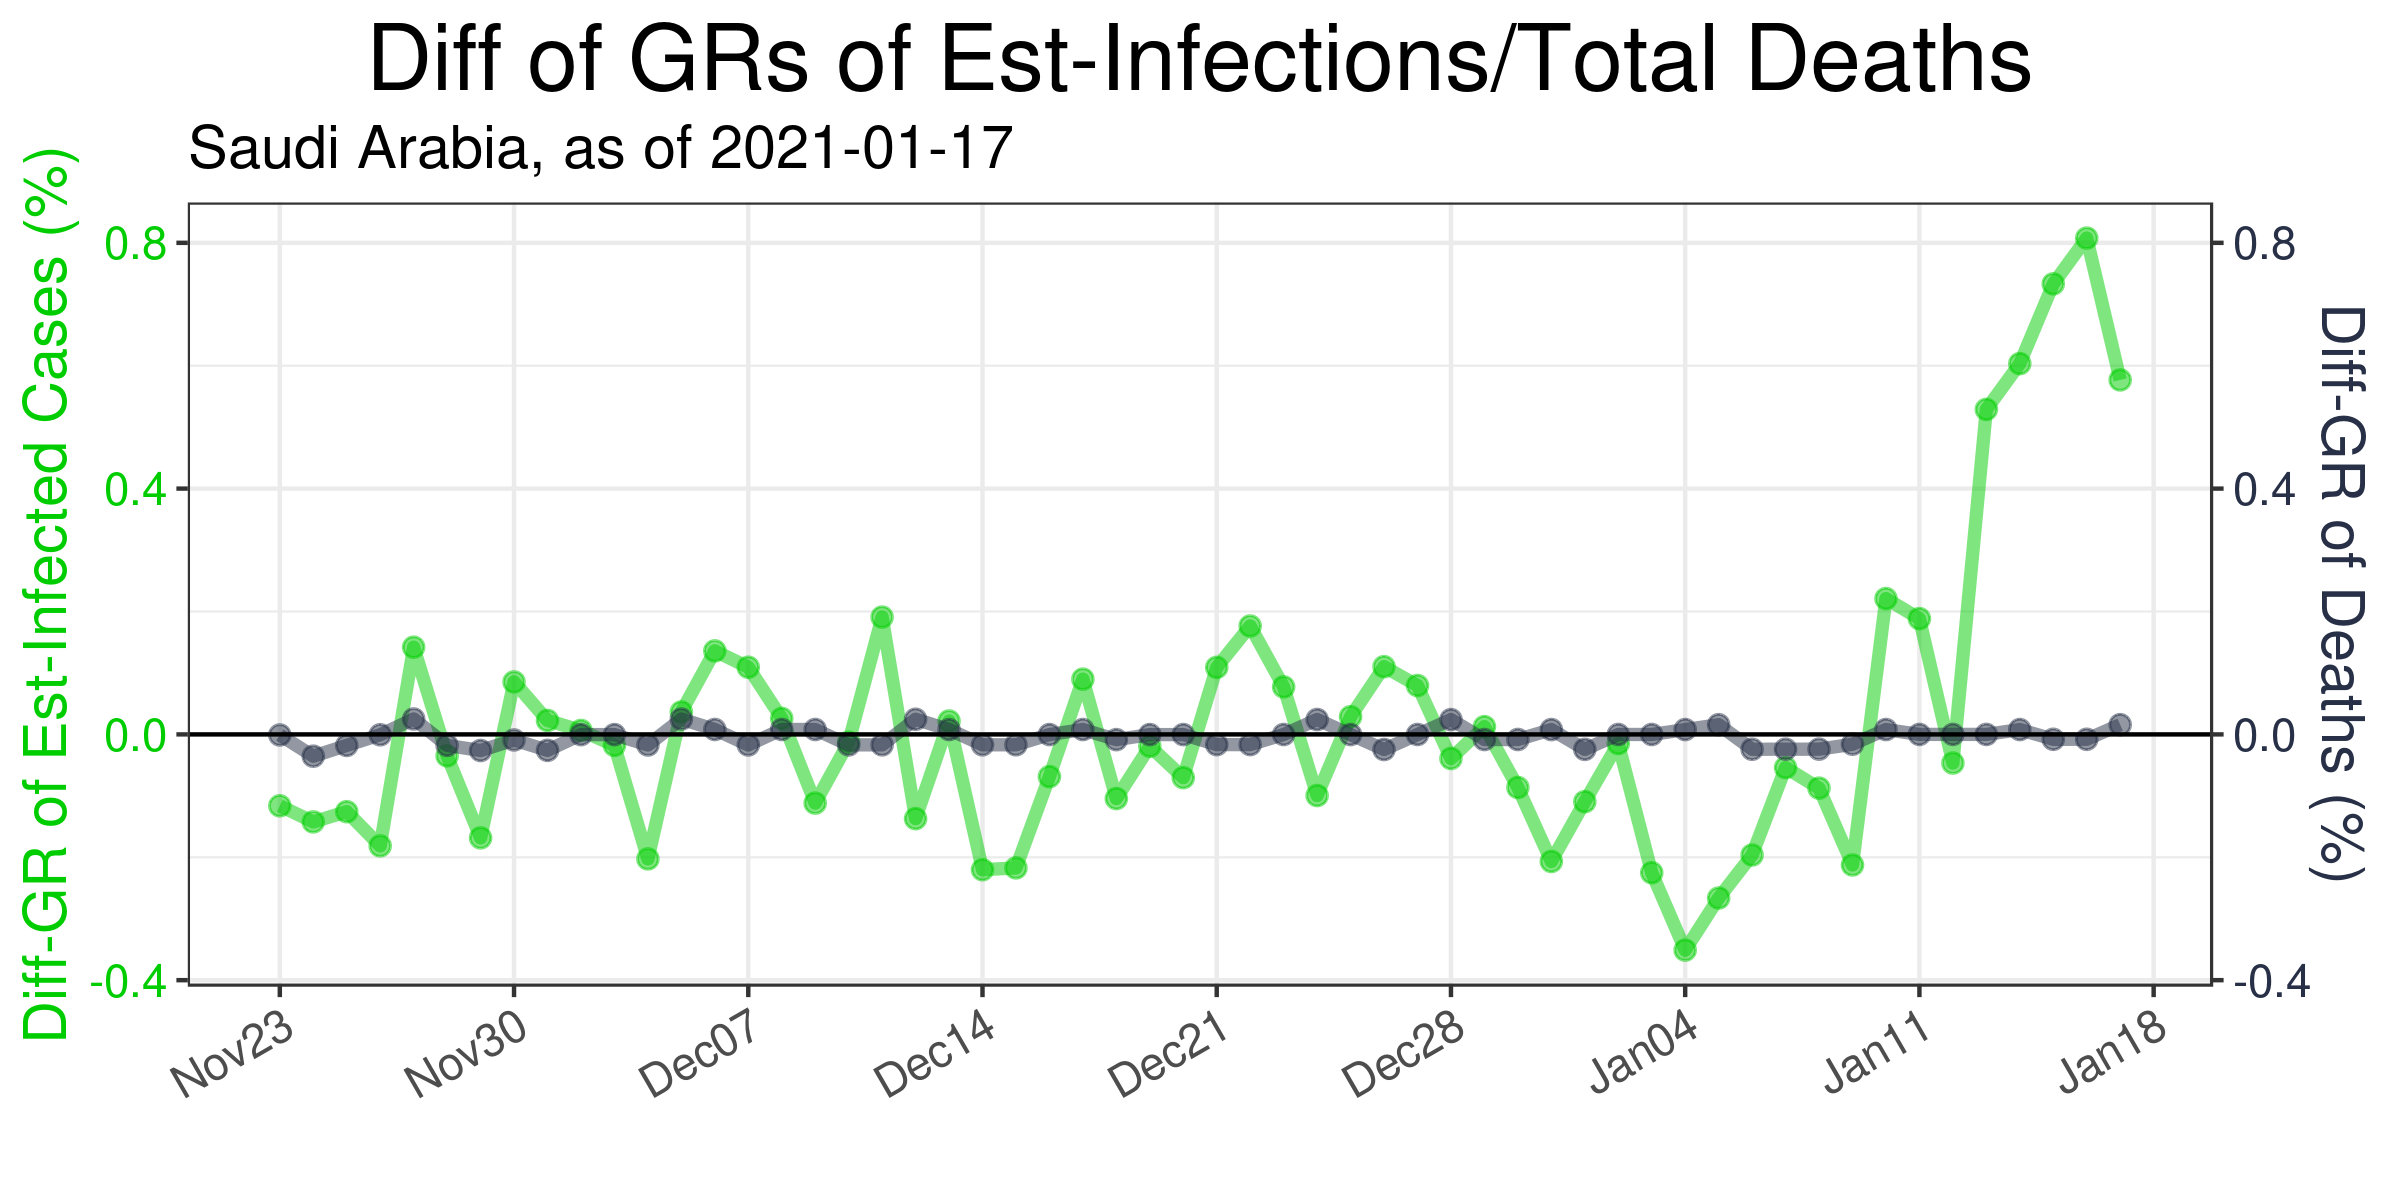 Diff of GRs of Est-Infections/Total Deaths
Saudi Arabia, as of 2021-01-17
Diff-GR of Est-Infected Cases (%)
0.8
0.4
0.0
-0.4
0.8
0.4
0.0
-0.4
Diff-GR of Deaths (%)
Nov23
Nov30
Dec07
Dec14
Dec21
Dec28
Jan04
Jan11
Jan18